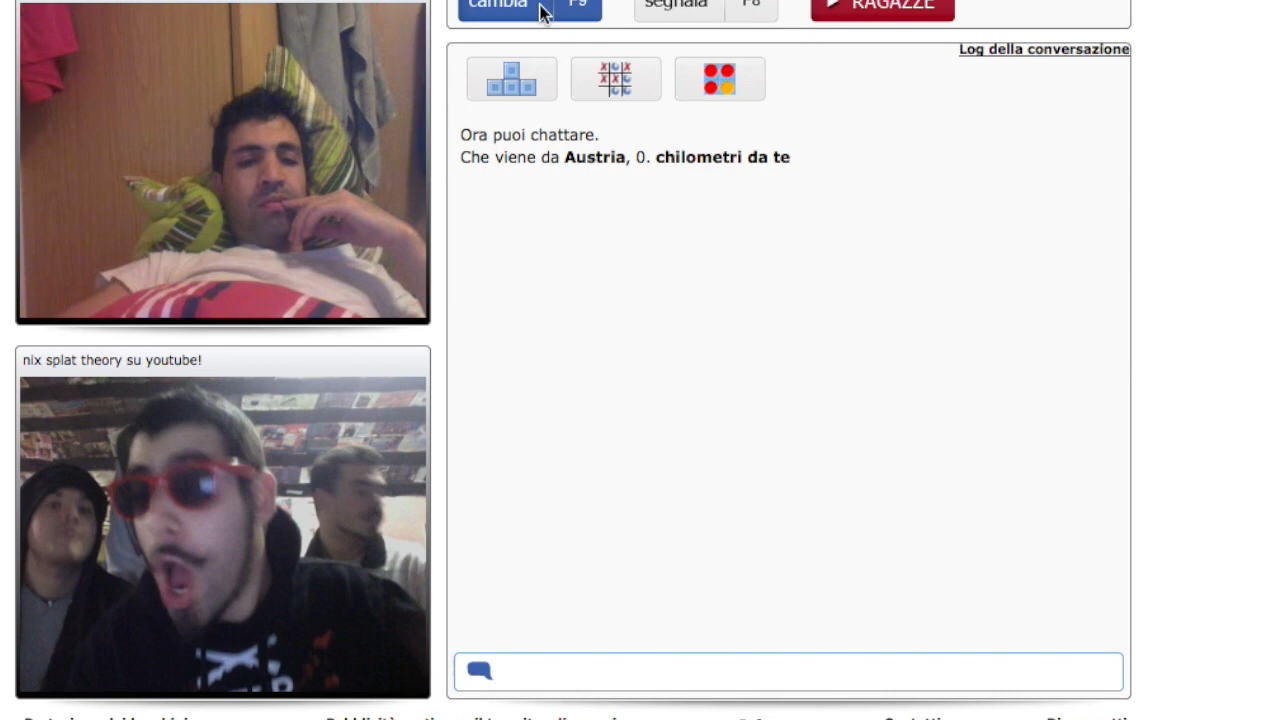 cambia F9 segnala F8 RAGAZZE
Log della conversazione
Ora puoi chattare.
Che viene da Austria, 0. chilometri da te
nix splat theory su youtube!